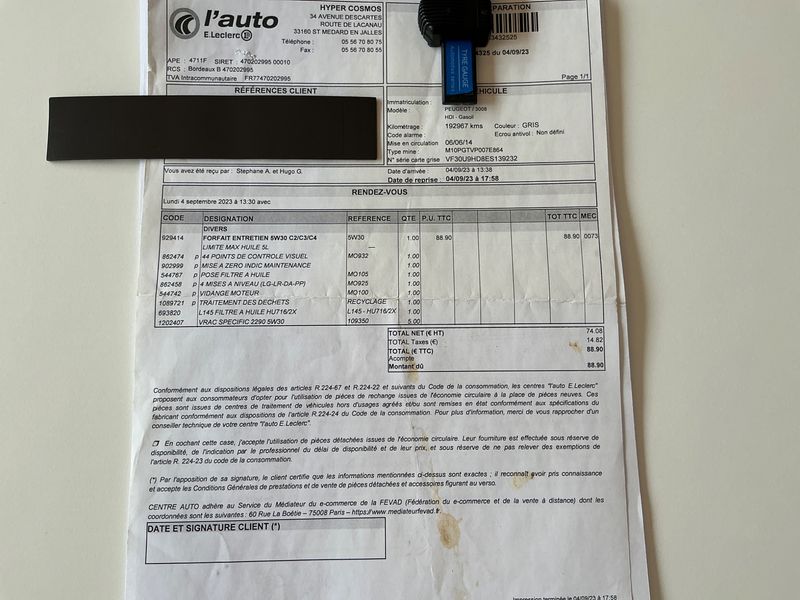 l'auto
E.Leclerc
HYPER COSMOS
34 AVENUE DESCARTES
ROUTE DE LACANAU
33160 ST MEDARD EN JALLES
Téléphone : 05 56 70 80 75
Fax : 05 56 70 80 55
APE : 4711F SIRET : 470202995 00010
RCS : Bordeaux B 470202995
TVA Intracommunautaire : FR77470202995
PARATION
3432525
4325 du 04/09/23
Page 1/1
TYRE GAUGE
RÉFÉRENCES CLIENT
HICULE
Immatriculation :
Modèle : PEUGEOT / 3008
HDi - Gasoil
Kilométrage : 192967 kms Couleur : GRIS
Code alarme : Ecrou antivol : Non défini
Mise en circulation 06/06/14
Type mine : M10PGTVP007E864
N° série carte grise VF30U9HD8ES139232
Vous avez été reçu par : Stephane A. et Hugo G.
Date d'arrivée : 04/09/23 à 13:38
Date de reprise : 04/09/23 à 17:58
RENDEZ-VOUS
Lundi 4 septembre 2023 à 13:30 avec
CODE DESIGNATION REFERENCE QTE P.U. TTC TOT TTC MEC
DIVERS
929414 FORFAIT ENTRETIEN 5W30 C2/C3/C4 5W30 1.00 88.90 88.90 0073
LIMITE MAX HUILE 5L
862474 p 44 POINTS DE CONTROLE VISUEL MO932 1.00
902999 p MISE A ZERO INDIC MAINTENANCE 1.00
544767 p POSE FILTRE A HUILE MO105 1.00
862458 p 4 MISES A NIVEAU (LG-LR-DA-PP) MO925 1.00
544742 p VIDANGE MOTEUR MO100 1.00
1089721 p TRAITEMENT DES DECHETS RECYCLAGE 1.00
693820 L145 FILTRE A HUILE HU716/2X L145 - HU716/2X 1.00
1202407 VRAC SPECIFIC 2290 5W30 109350 5.00
TOTAL NET (€ HT) 74.08
TOTAL Taxes (€) 14.82
TOTAL (€ TTC) 88.90
Acompte
Montant dû 88.90
Conformément aux dispositions légales des articles R.224-67 et R.224-22 et suivants du Code de la consommation, les centres "l'auto E.Leclerc"
proposent aux consommateurs d'opter pour l'utilisation de pièces de rechange issues de l'économie circulaire à la place de pièces neuves. Ces
pièces sont issues de centres de traitement de véhicules hors d'usages agréés et/ou sont remises en état conformément aux spécifications du
fabricant conformément aux dispositions de l'article R.224-24 du Code de la Consommation. Pour plus d'information, merci de vous rapprocher d'un
conseiller technique de votre centre "l'auto E.Leclerc".
❒ En cochant cette case, j'accepte l'utilisation de pièces détachées issues de l'économie circulaire. Leur fourniture est effectuée sous réserve de
disponibilité, de l'indication par le professionnel du délai de disponibilité et de leur prix, et sous réserve de ne pas relever des exemptions de
l'article R. 224-23 du code de la consommation.
(*) Par l'apposition de sa signature, le client certifie que les informations mentionnées ci-dessus sont exactes ; il reconnaît avoir pris connaissance
et accepte les Conditions Générales de prestations et de vente de pièces détachées et accessoires figurant au verso.
CENTRE AUTO adhère au Service du Médiateur du e-commerce de la FEVAD (Fédération du e-commerce et de la vente à distance) dont les
coordonnées sont les suivantes : 60 Rue La Boétie – 75008 Paris – https://www.mediateurfevad.fr.
DATE ET SIGNATURE CLIENT (*)
Impression terminée le 04/09/23 à 17:58